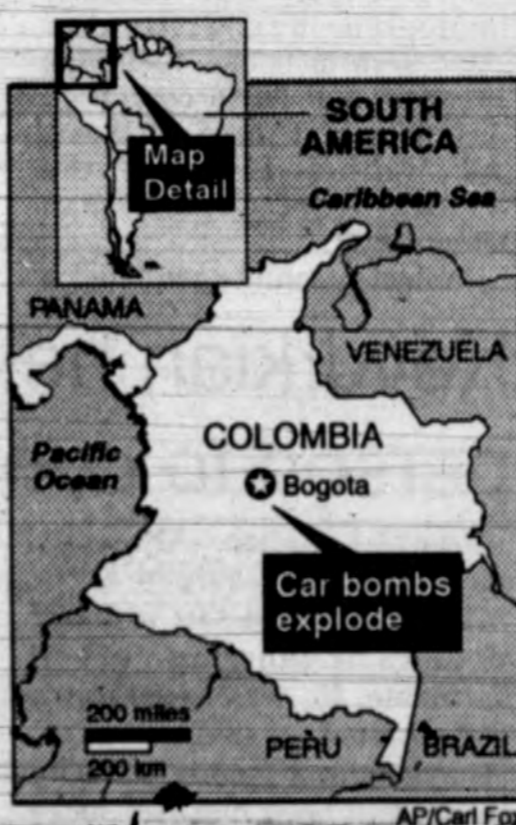 SOUTH
AMERICA
Map
Detail
Caribbean Sea
PANAMA
VENEZUELA
COLOMBIA
Pacific
Ocean
Bogota
Car bombs
explode
200 miles
200 km
PERU
BRAZIL
AP/Carl Fox